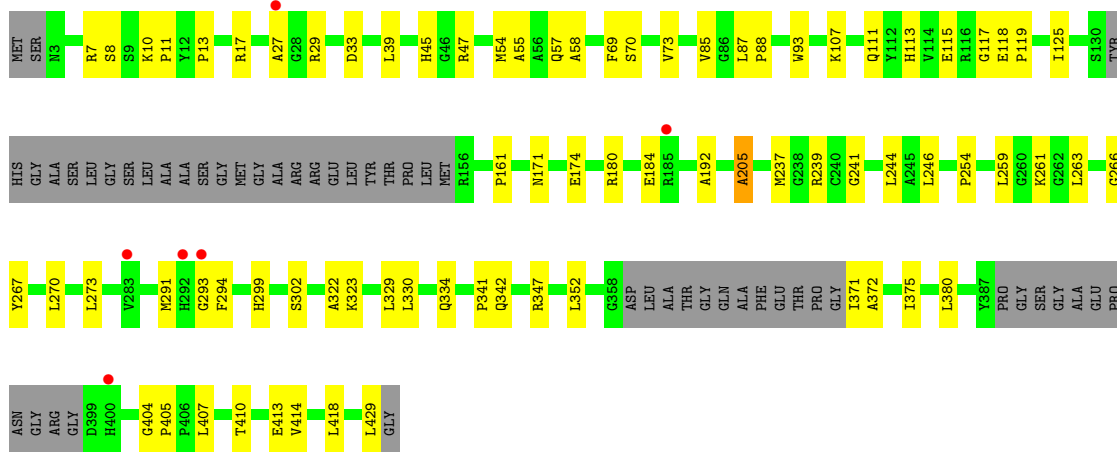 MET SER N3 R7 S8 S9 K10 P11 Y12 P13 R17 A27 G28 R29 D33 L39 H45 G46 R47 M54 A55 A56 Q57 A58 F69 S70 V73 V85 G86 L87 P88 W93 K107 Q111 Y112 H113 V114 E115 R116 G117 E118 P119 I125 S130 TYR
HIS GLY ALA SER LEU GLY SER LEU ALA ALA SER GLY MET GLY ALA ARG ARG GLU LEU TYR THR PRO LEU MET R156 P161 N171 E174 R180 E184 R185 A192 A205 M237 G238 R239 C240 G241 L244 A245 L246 P254 L259 G260 K261 G262 L263 G266
Y267 L270 L273 V283 M291 H292 G293 F294 H299 S302 A322 K323 L329 L330 Q334 P341 Q342 R347 L352 G358 ASP LEU ALA THR GLY GLN ALA PHE GLU THR PRO GLY I371 A372 I375 L380 Y387 PRO GLY SER GLY ALA GLU PRO
ASN GLY ARG GLY D399 H400 G404 P405 P406 L407 T410 E413 V414 L418 L429 GLY